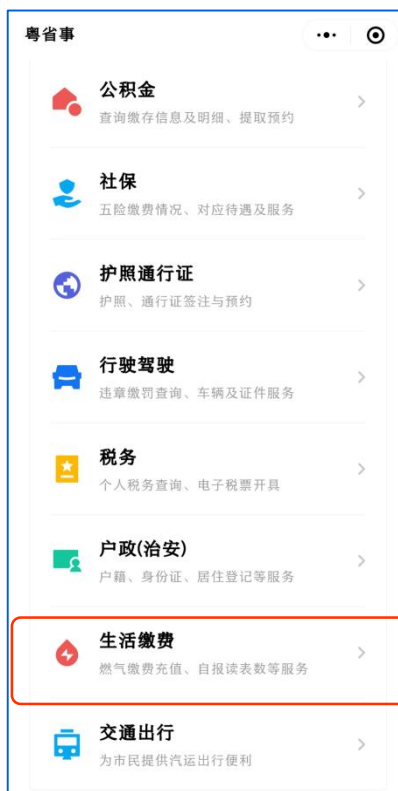 粤省事
公积金
查询缴存信息及明细、提取预约
社保
五险缴费情况、对应待遇及服务
护照通行证
护照、通行证签注与预约
行驶驾驶
违章缴罚查询、车辆及证件服务
税务
个人税务查询、电子税票开具
户政(治安)
户籍、身份证、居住登记等服务
生活缴费
燃气缴费充值、自报读表数等服务
交通出行
为市民提供汽运出行便利